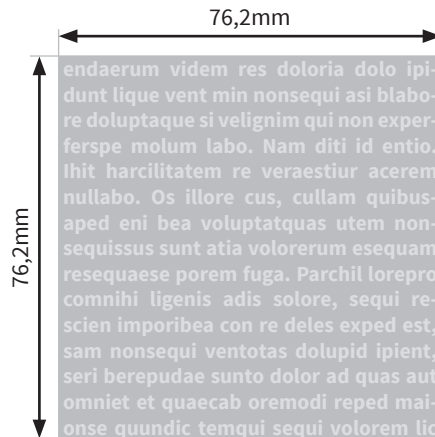 76,2mm
76,2mm
endaerum videm res doloria dolo ipi-
dunt lique vent min nonsequi asi blabo-
re doluptaque si velignim qui non exper-
ferspe molum labo. Nam diti id entio.
Ihit harcilitatem re veraestiur acerem
nullabo. Os illore cus, cullam quibus-
aped eni bea voluptatquas utem non-
sequissus sunt atia volorerum esequam
resequaese porem fuga. Parchil lorepro
comnihi ligenis adis solore, sequi re-
scien imporibea con re deles exped est,
sam nonsequi ventotas dolupid ipient,
seri berepudae sunto dolor ad quas aut
omniet et quaecab oremodi reped mai-
onse quundic temqui sequi volorem lic